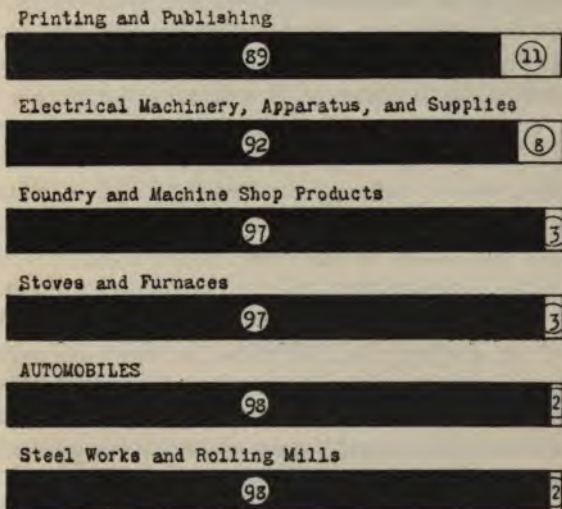 Printing and Publishing
89 11
Electrical Machinery, Apparatus, and Supplies
92 8
Foundry and Machine Shop Products
97 3
Stoves and Furnaces
97 3
AUTOMOBILES
98 2
Steel Works and Rolling Mills
98 2